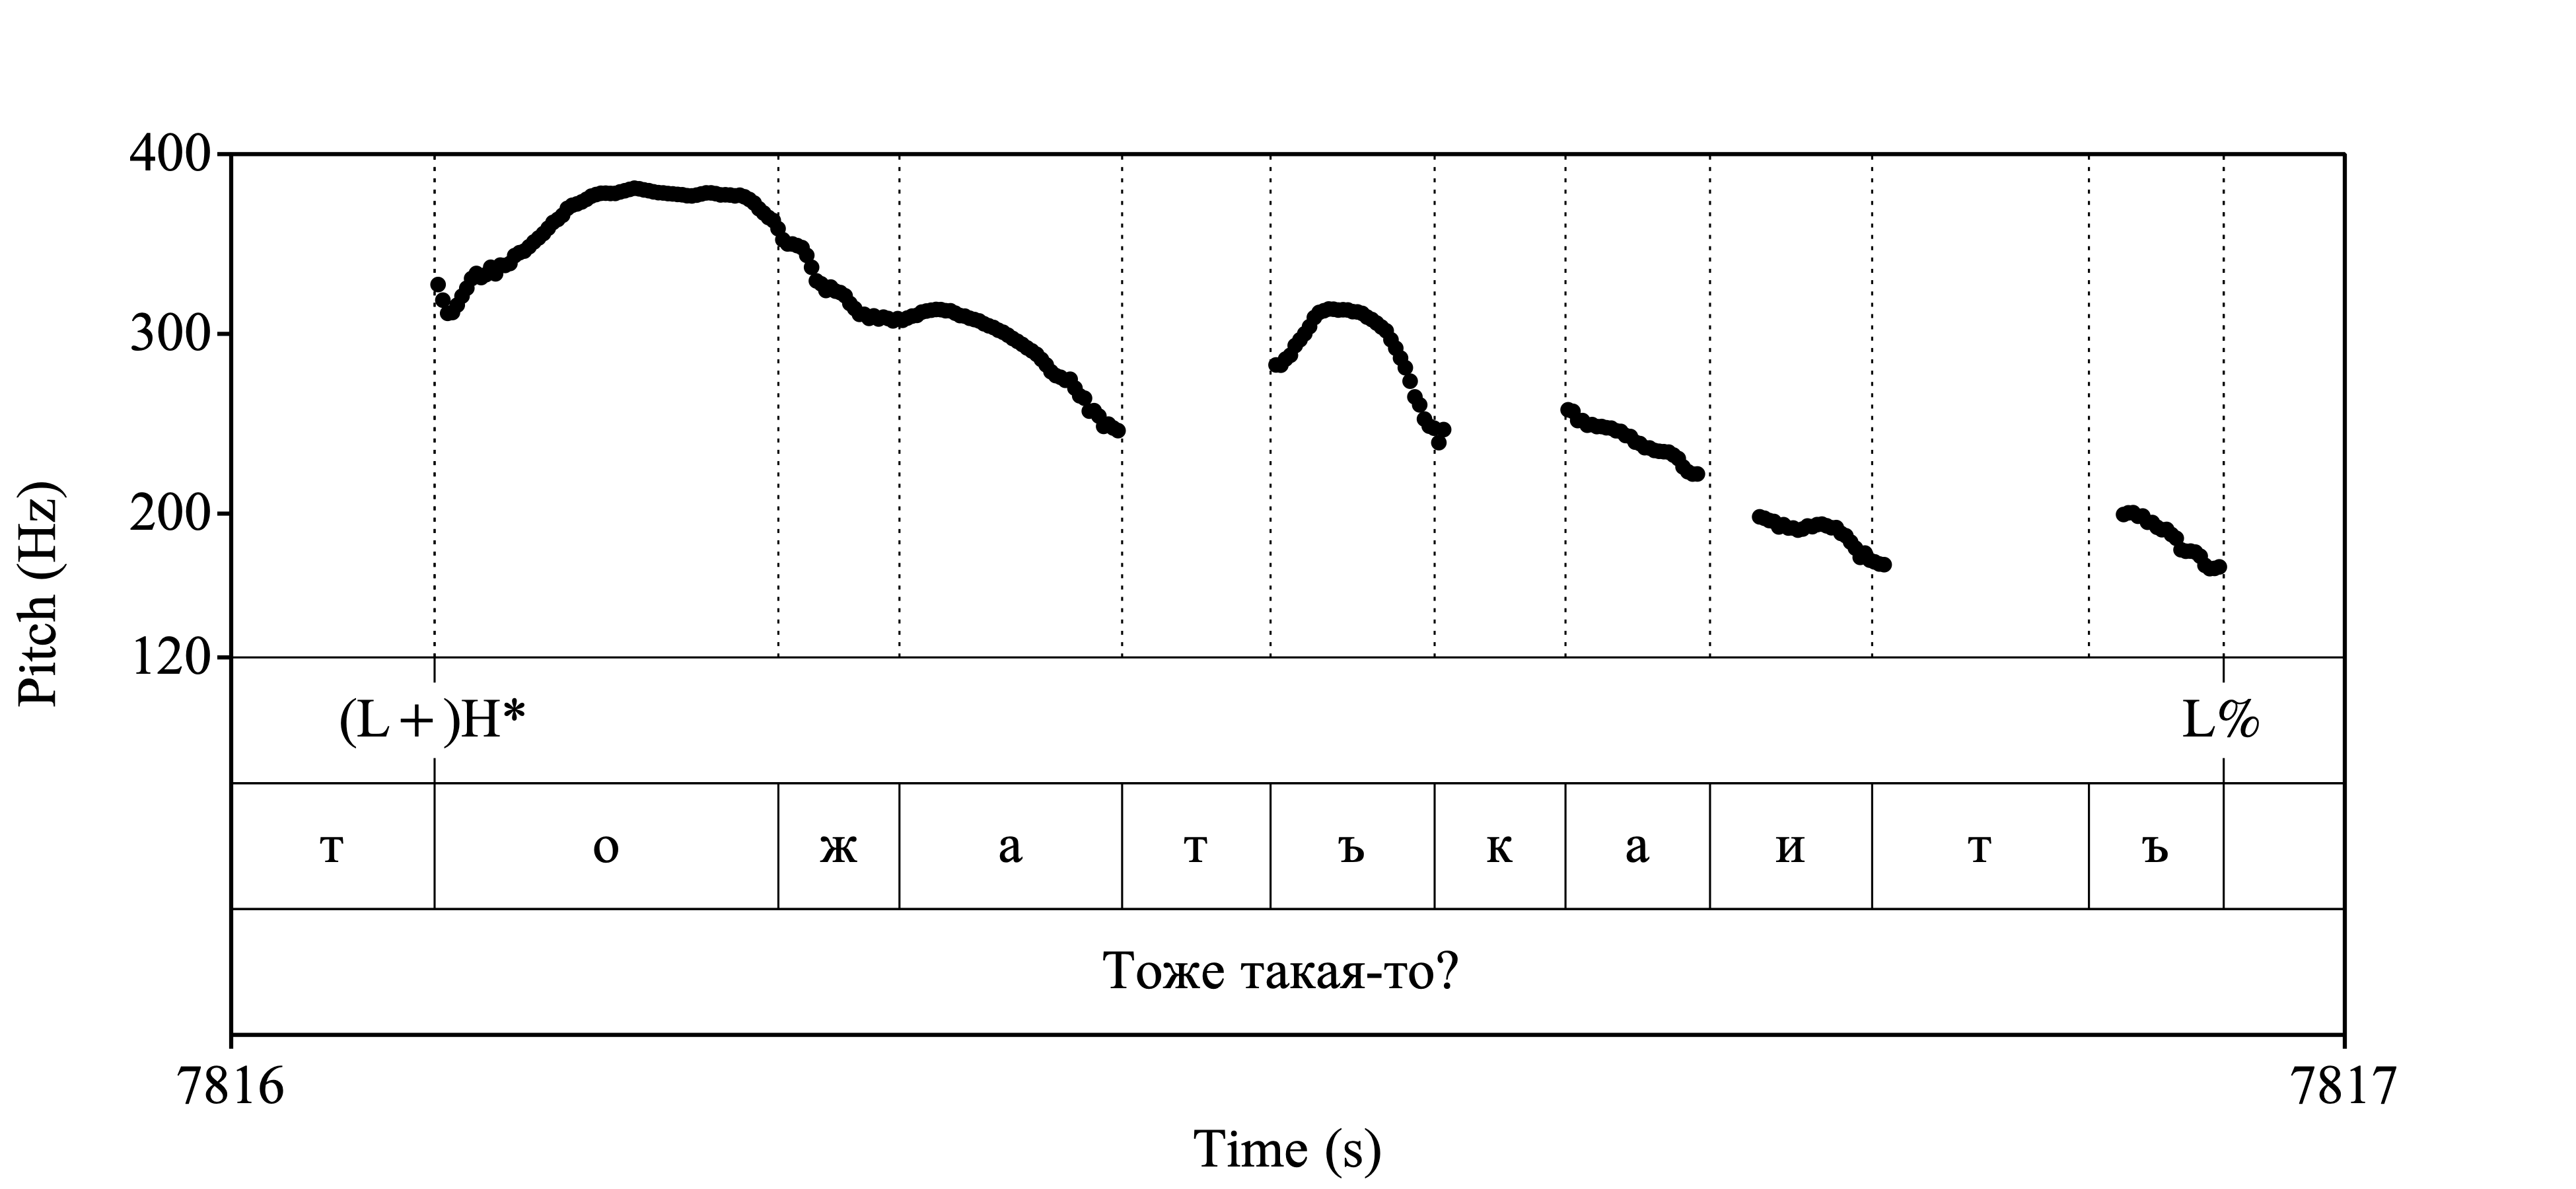 400
300
200
120
Pitch (Hz)
(L+)H* L%
т о ж а т ъ к а и т ъ
Тоже такая-то?
7816 7817
Time (s)